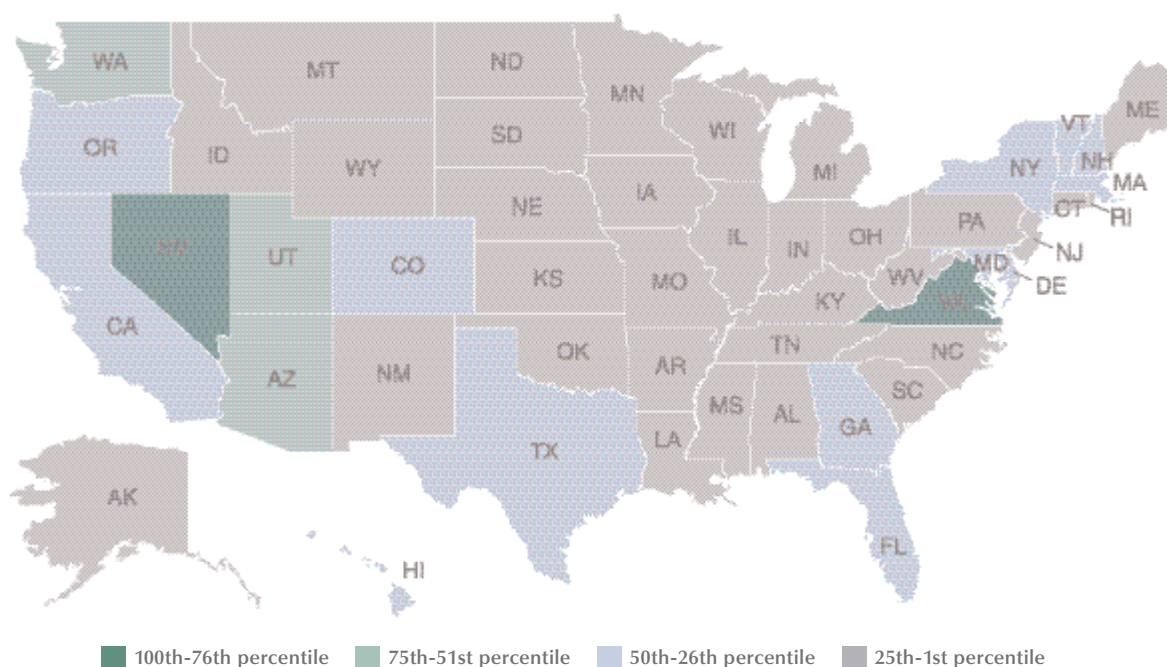 WA
MT
ND
MN
ME
OR
ID
SD
WI
VT
NH
WY
MI
NY
MA
CT
RI
NV
UT
CO
NE
IA
PA
NJ
IL
IN
OH
MD
DE
CA
KS
MO
KY
WV
VA
AZ
NM
OK
AR
TN
NC
SC
MS
AL
GA
LA
TX
AK
FL
HI
100th-76th percentile 75th-51st percentile 50th-26th percentile 25th-1st percentile